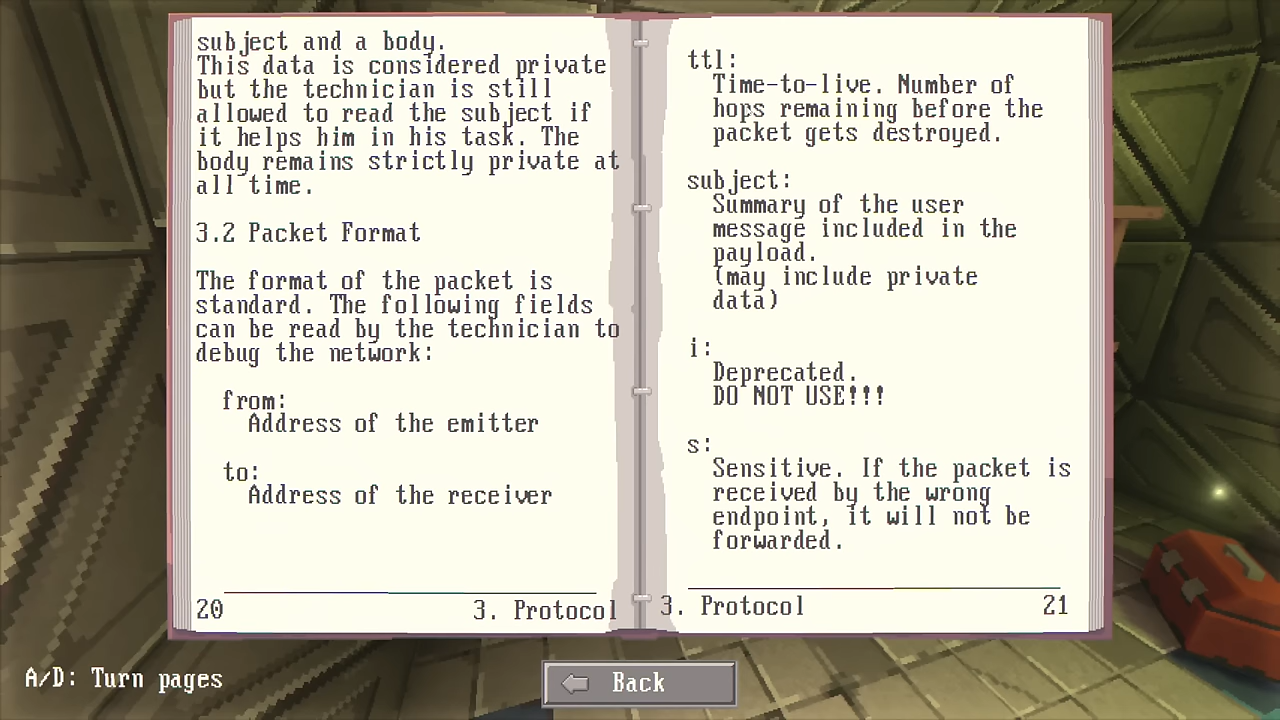 subject and a body.
This data is considered private
but the technician is still
allowed to read the subject if
it helps him in his task. The
body remains strictly private at
all time.
3.2 Packet Format
The format of the packet is
standard. The following fields
can be read by the technician to
debug the network:
from:
Address of the emitter
to:
Address of the receiver
20
3. Protocol
ttl:
Time-to-live. Number of
hops remaining before the
packet gets destroyed.
subject:
Summary of the user
message included in the
payload.
(may include private
data)
i:
Deprecated.
DO NOT USE!!!
s:
Sensitive. If the packet is
received by the wrong
endpoint, it will not be
forwarded.
3. Protocol
21
A/D: Turn pages
Back